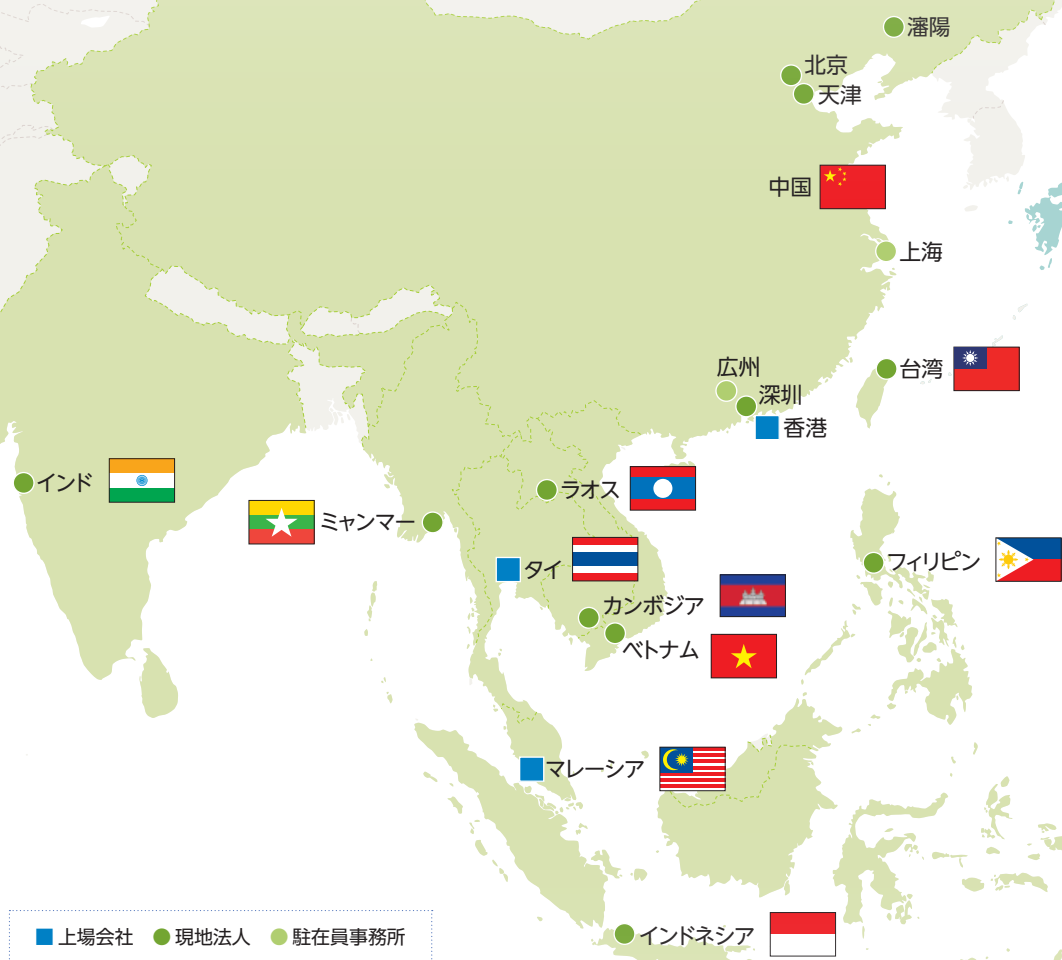 瀋陽
北京
天津
中国
上海
台湾
広州
深圳
香港
インド
ラオス
ミャンマー
タイ
フィリピン
カンボジア
ベトナム
マレーシア
インドネシア
上場会社 現地法人 駐在員事務所